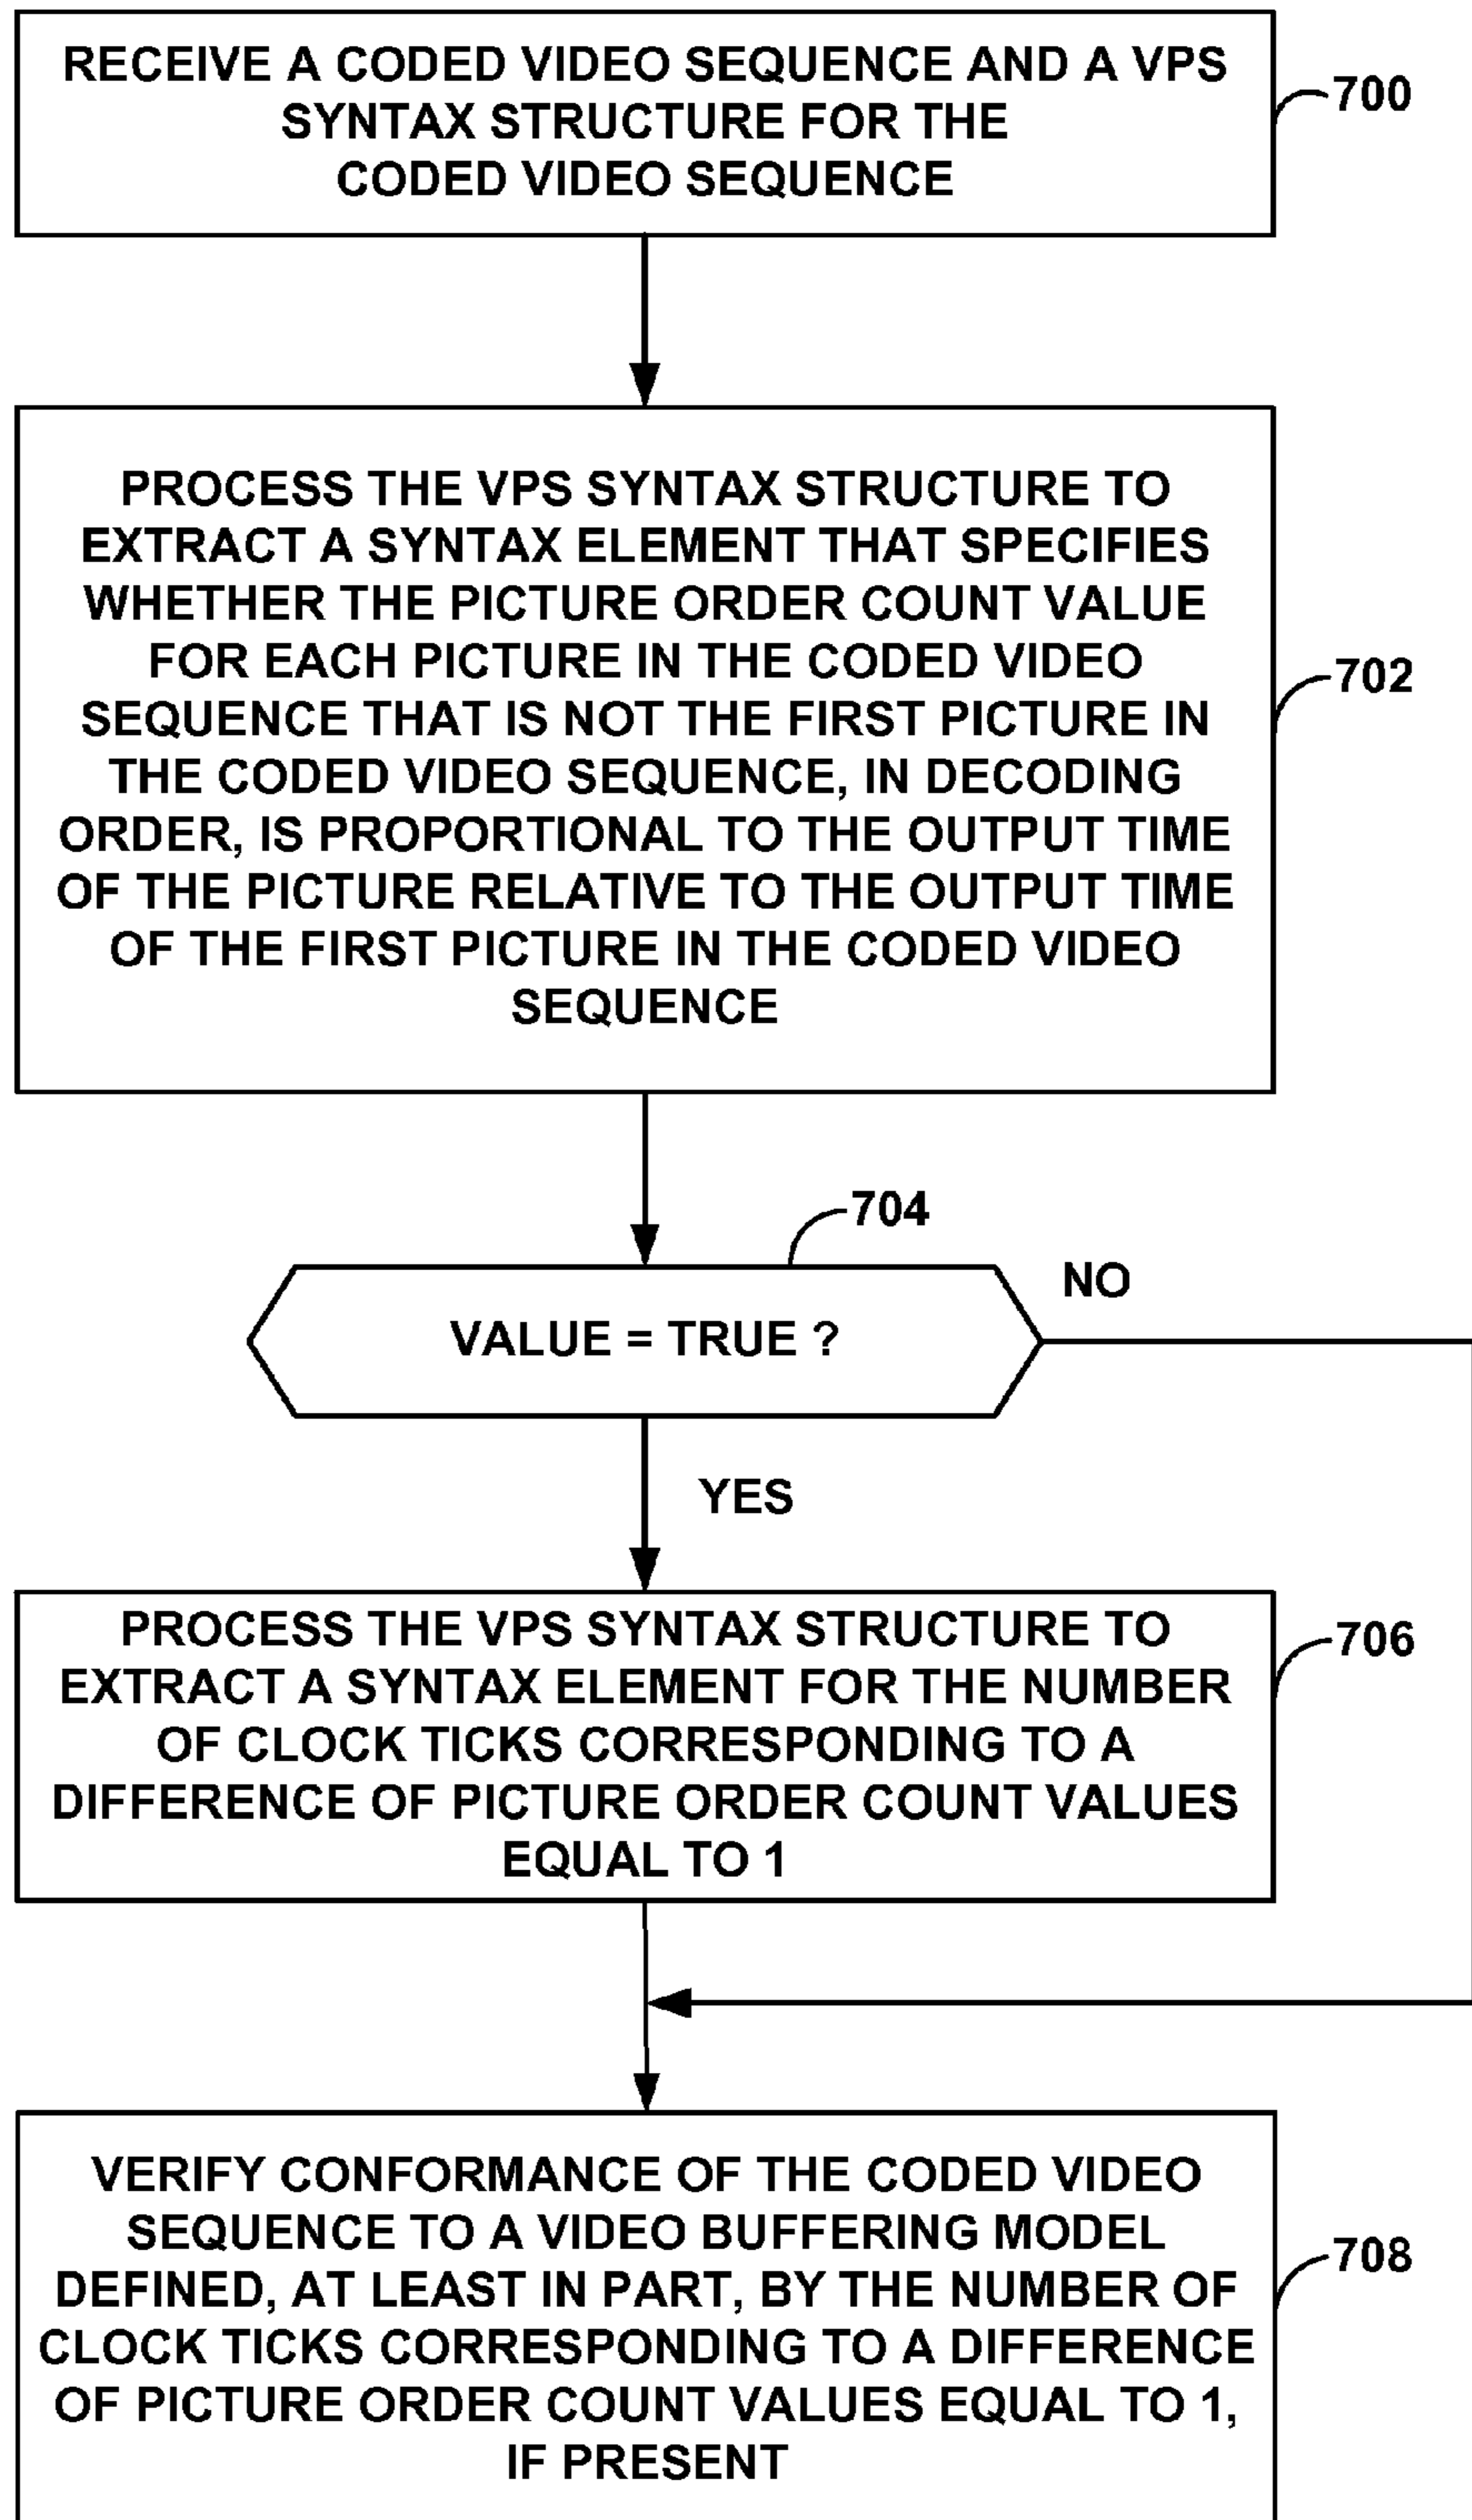 RECEIVE A CODED VIDEO SEQUENCE AND A VPS
SYNTAX STRUCTURE FOR THE
CODED VIDEO SEQUENCE
700
PROCESS THE VPS SYNTAX STRUCTURE TO
EXTRACT A SYNTAX ELEMENT THAT SPECIFIES
WHETHER THE PICTURE ORDER COUNT VALUE
FOR EACH PICTURE IN THE CODED VIDEO
SEQUENCE THAT IS NOT THE FIRST PICTURE IN
THE CODED VIDEO SEQUENCE, IN DECODING
ORDER, IS PROPORTIONAL TO THE OUTPUT TIME
OF THE PICTURE RELATIVE TO THE OUTPUT TIME
OF THE FIRST PICTURE IN THE CODED VIDEO
SEQUENCE
702
704
NO
VALUE = TRUE ?
YES
PROCESS THE VPS SYNTAX STRUCTURE TO
EXTRACT A SYNTAX ELEMENT FOR THE NUMBER
OF CLOCK TICKS CORRESPONDING TO A
DIFFERENCE OF PICTURE ORDER COUNT VALUES
EQUAL TO 1
706
VERIFY CONFORMANCE OF THE CODED VIDEO
SEQUENCE TO A VIDEO BUFFERING MODEL
DEFINED, AT LEAST IN PART, BY THE NUMBER OF
CLOCK TICKS CORRESPONDING TO A DIFFERENCE
OF PICTURE ORDER COUNT VALUES EQUAL TO 1,
IF PRESENT
708